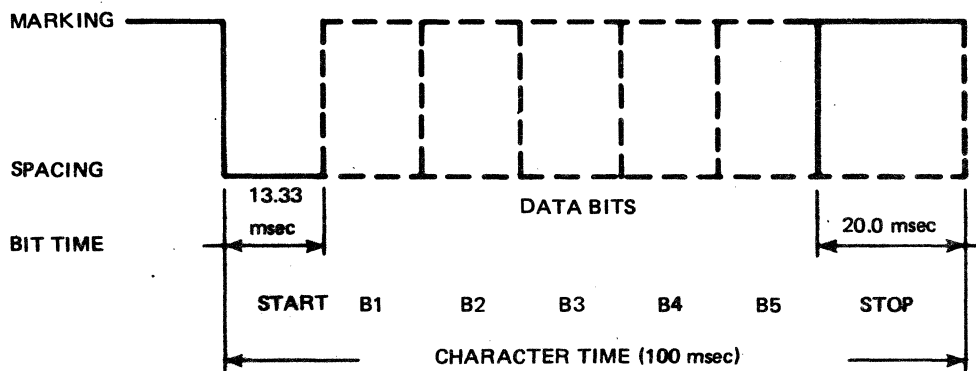 MARKING
SPACING
13.33
msec
DATA BITS
BIT TIME
20.0 msec
START B1 B2 B3 B4 B5 STOP
CHARACTER TIME (100 msec)